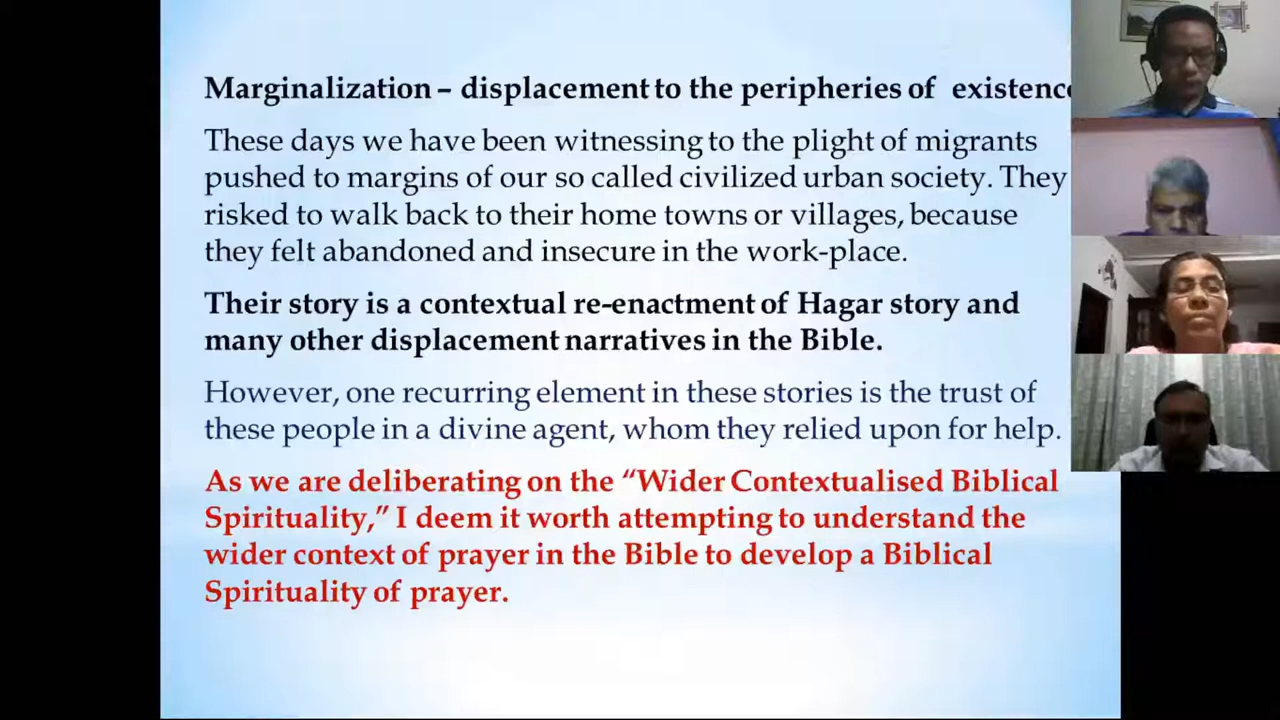 Marginalization – displacement to the peripheries of existence
These days we have been witnessing to the plight of migrants
pushed to margins of our so called civilized urban society. They
risked to walk back to their home towns or villages, because
they felt abandoned and insecure in the work-place.
Their story is a contextual re-enactment of Hagar story and
many other displacement narratives in the Bible.
However, one recurring element in these stories is the trust of
these people in a divine agent, whom they relied upon for help.
As we are deliberating on the “Wider Contextualised Biblical
Spirituality,” I deem it worth attempting to understand the
wider context of prayer in the Bible to develop a Biblical
Spirituality of prayer.